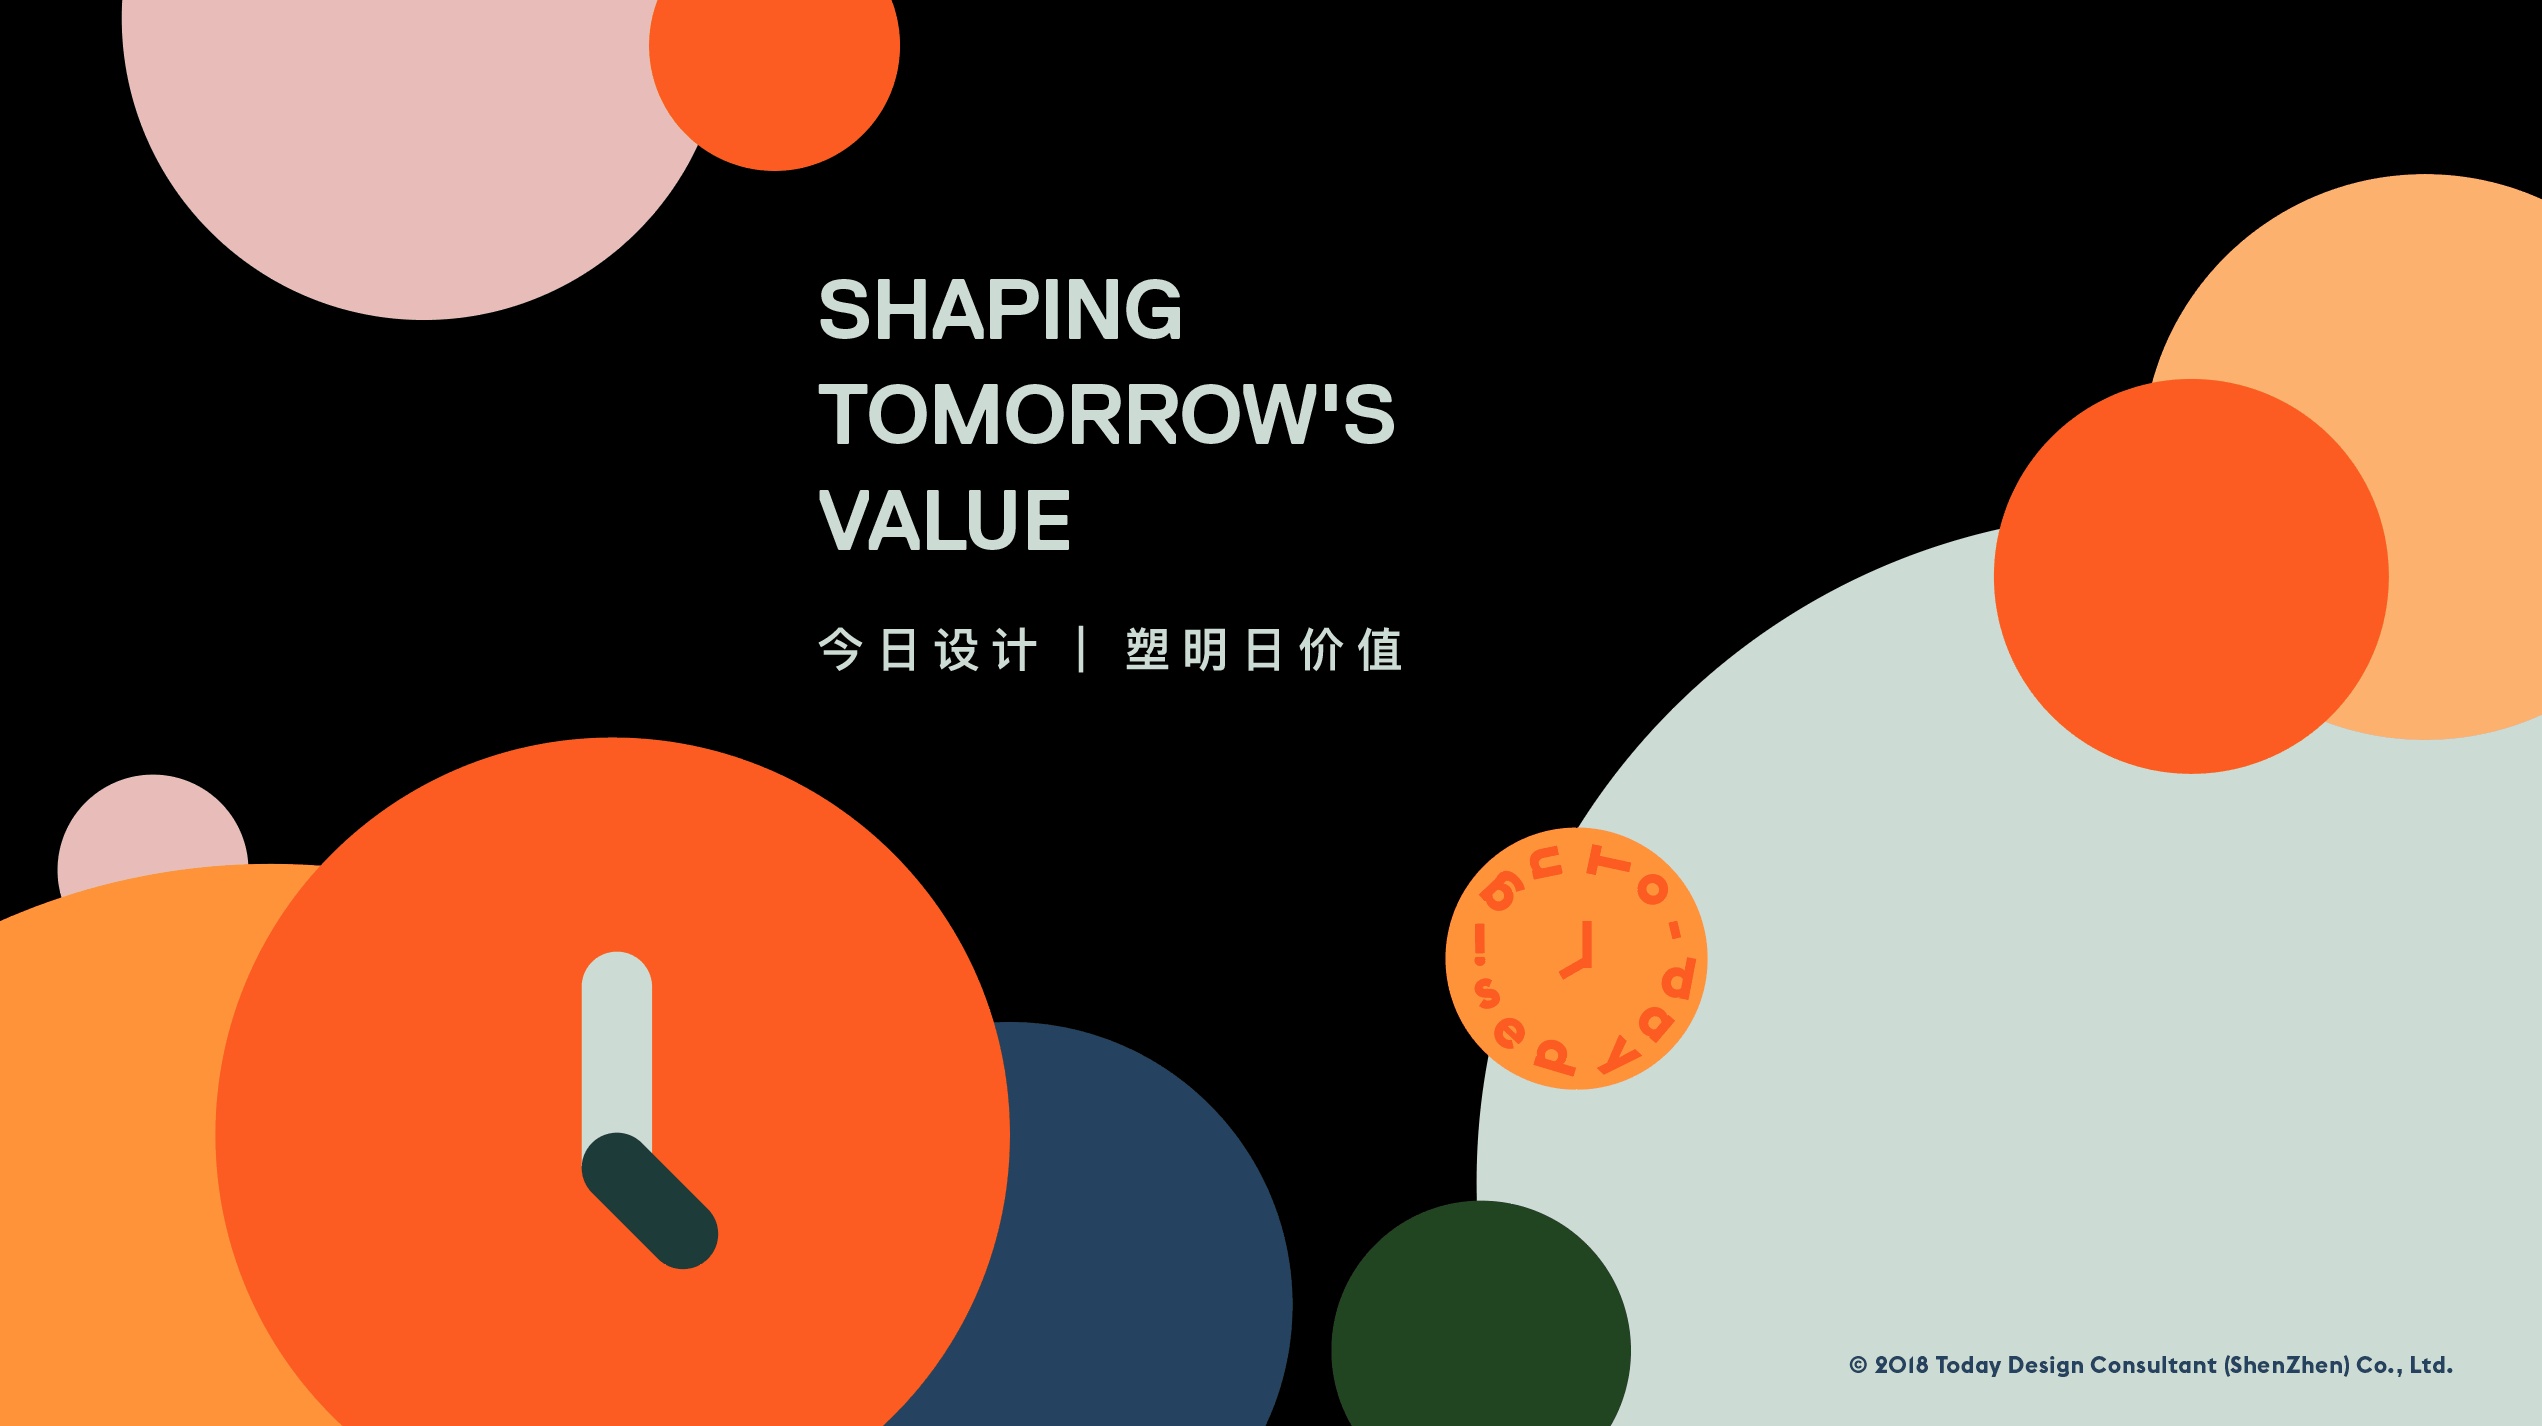 SHAPING
TOMORROW'S
VALUE
今日设计 | 塑明日价值
To-day design
© 2018 Today Design Consultant (ShenZhen) Co., Ltd.